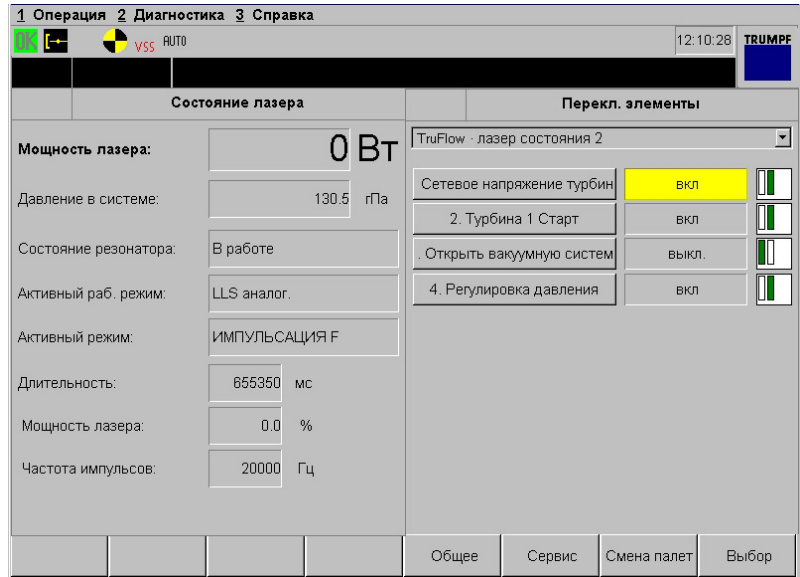 1 Операция 2 Диагностика 3 Справка
OK VSS AUTO 12:10:28 TRUMPF
Состояние лазера
Мощность лазера: 0 Вт
Давление в системе: 130.5 гПа
Состояние резонатора: В работе
Активный раб. режим: LLS аналог.
Активный режим: ИМПУЛЬСАЦИЯ F
Длительность: 655350 мс
Мощность лазера: 0.0 %
Частота импульсов: 20000 Гц
Перекл. элементы
TruFlow - лазер состояния 2
Сетевое напряжение турбин вкл
2. Турбина 1 Старт вкл
. Открыть вакуумную систем выкл.
4. Регулировка давления вкл
Общее Сервис Смена палет Выбор